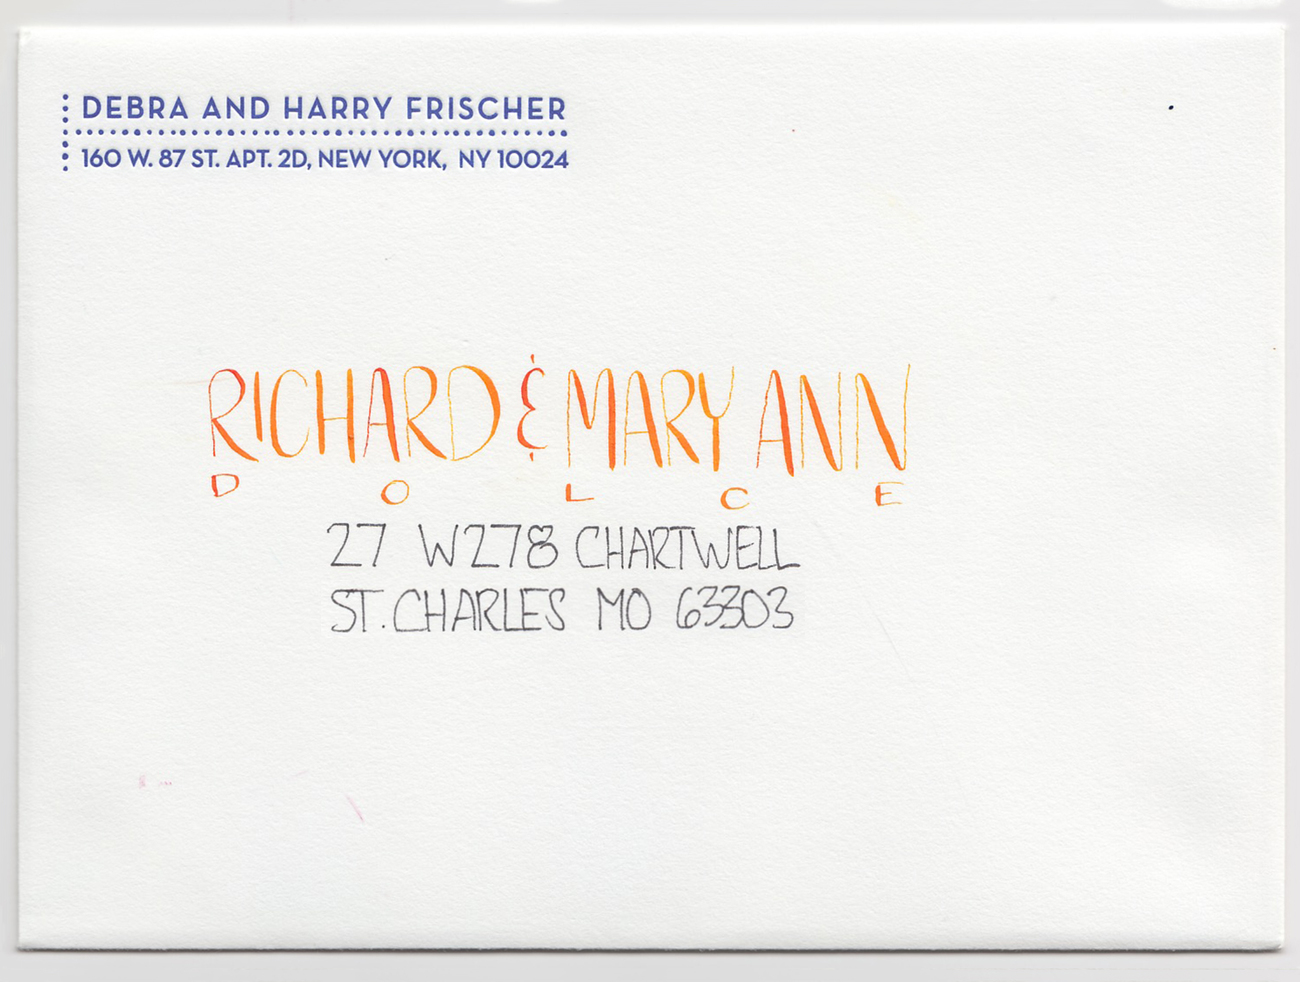 DEBRA AND HARRY FRISCHER
160 W. 87 ST. APT. 2D, NEW YORK, NY 10024
RICHARD & MARY ANN
DOLCE
27 W278 CHARTWELL
ST. CHARLES MO 63303